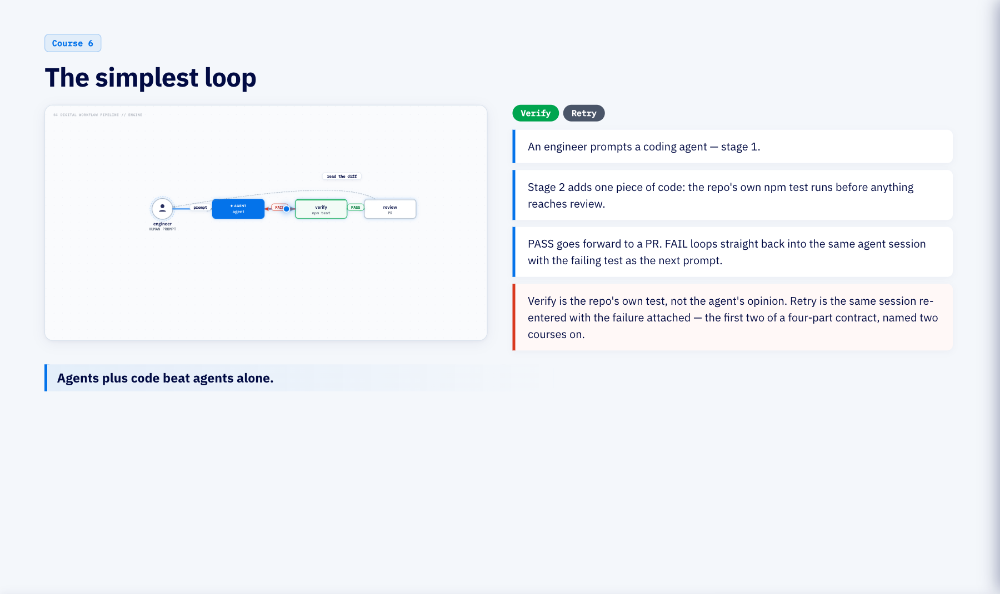 Course 6
The simplest loop
SC DIGITAL WORKFLOW PIPELINE // ENGINE
read the diff
prompt
✦ AGENT
agent
FAIL
verify
npm test
PASS
review
PR
engineer
HUMAN PROMPT
Verify
Retry
An engineer prompts a coding agent — stage 1.
Stage 2 adds one piece of code: the repo's own npm test runs before anything
reaches review.
PASS goes forward to a PR. FAIL loops straight back into the same agent session
with the failing test as the next prompt.
Verify is the repo's own test, not the agent's opinion. Retry is the same session re-
entered with the failure attached — the first two of a four-part contract, named two
courses on.
Agents plus code beat agents alone.